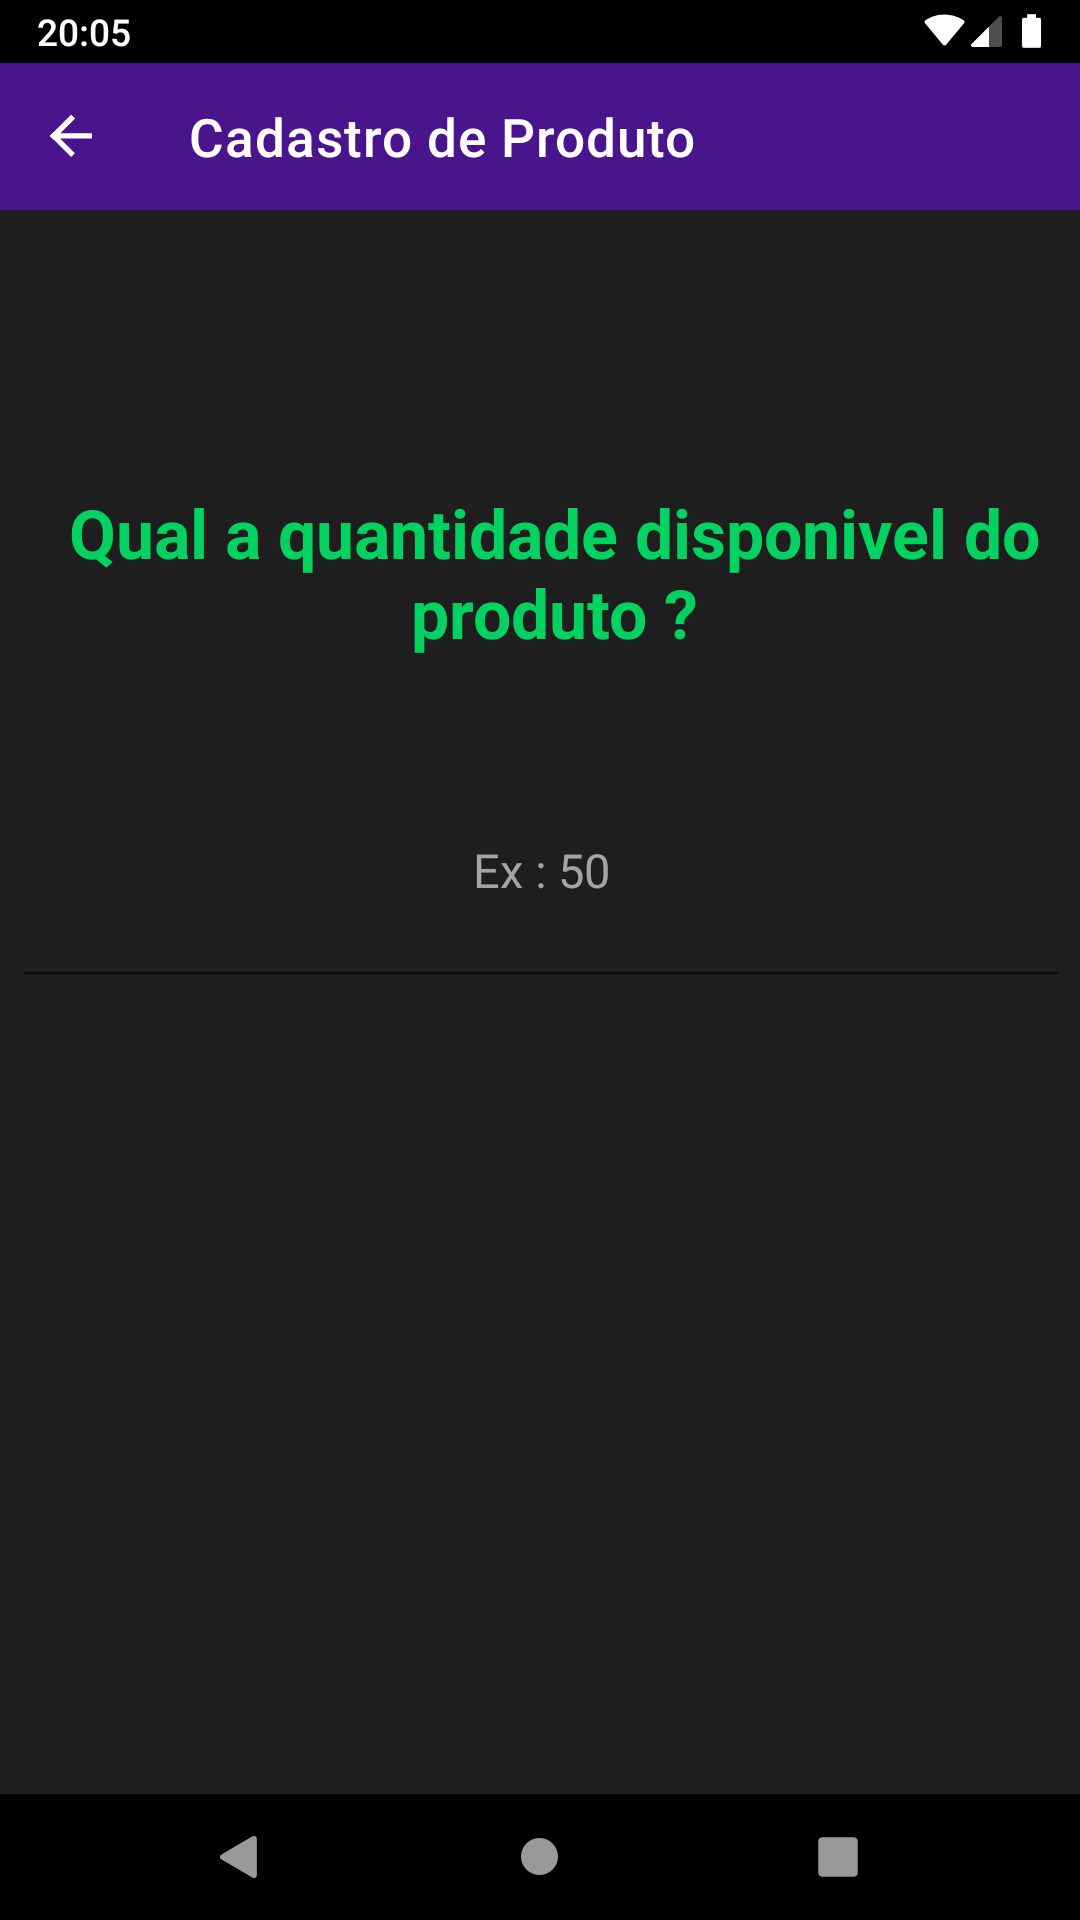 20:05
Cadastro de Produto
Qual a quantidade disponivel do
produto ?
Ex : 50